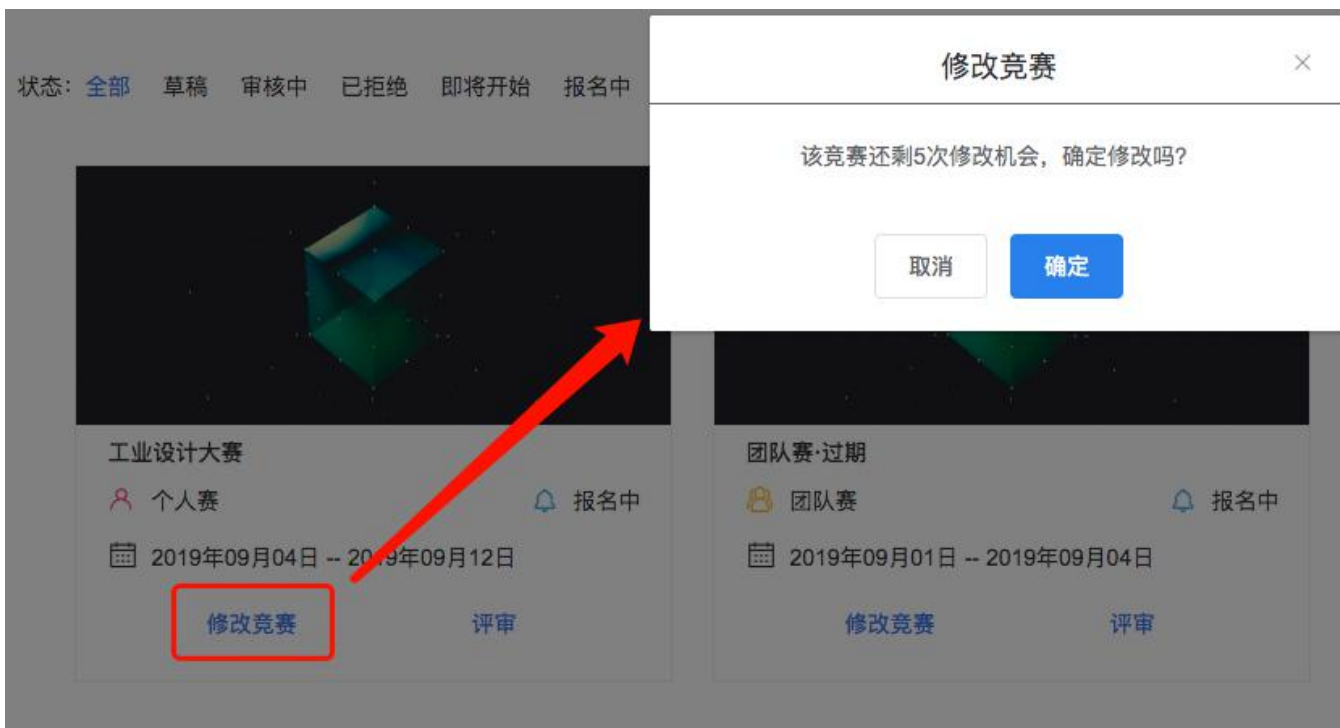 修改竞赛
状态：全部 草稿 审核中 已拒绝 即将开始 报名中
该竞赛还剩5次修改机会，确定修改吗？
取消 确定
工业设计大赛
个人赛 报名中
2019年09月04日 -- 2019年09月12日
修改竞赛 评审
团队赛·过期
团队赛 报名中
2019年09月01日 -- 2019年09月04日
修改竞赛 评审